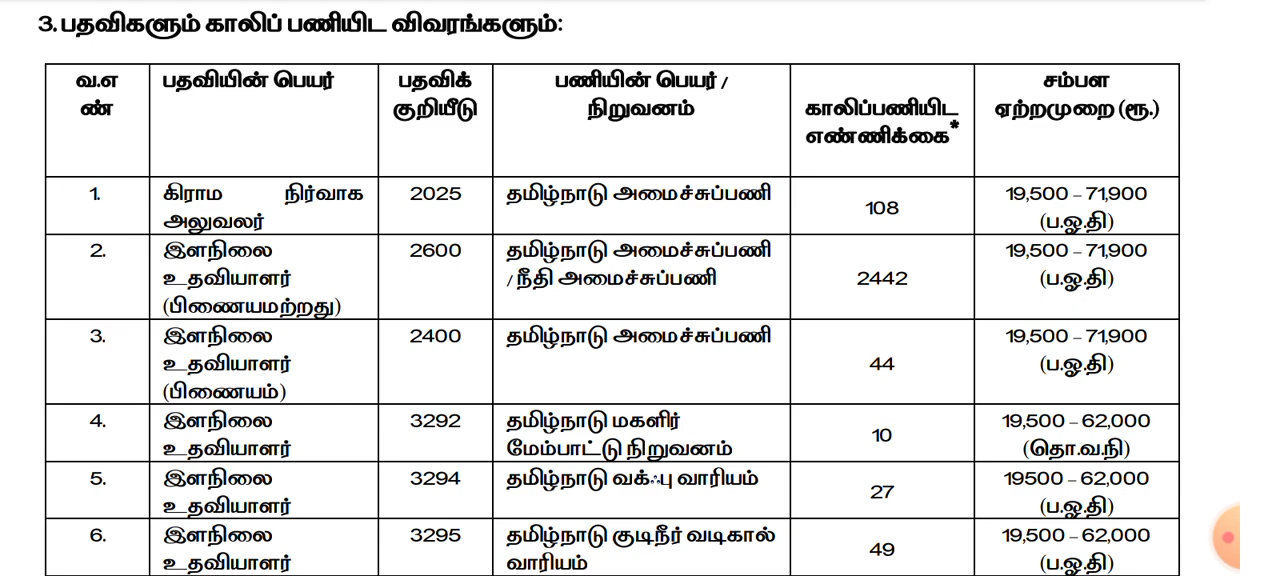 3. பதவிகளும் காலிப் பணியிட விவரங்களும்:
வ.எ
ண்
பதவியின் பெயர்
பதவிக்
குறியீடு
பணியின் பெயர் /
நிறுவனம்
காலிப்பணியிட
எண்ணிக்கை*
சம்பள
ஏற்றமுறை (ரூ.)
1.
கிராம நிர்வாக
அலுவலர்
2025
தமிழ்நாடு அமைச்சுப்பணி
108
19,500 – 71,900
(ப.ஓ.தி)
2.
இளநிலை
உதவியாளர்
(பிணையமற்றது)
2600
தமிழ்நாடு அமைச்சுப்பணி
/ நீதி அமைச்சுப்பணி
2442
19,500 – 71,900
(ப.ஓ.தி)
3.
இளநிலை
உதவியாளர்
(பிணையம்)
2400
தமிழ்நாடு அமைச்சுப்பணி
44
19,500 – 71,900
(ப.ஓ.தி)
4.
இளநிலை
உதவியாளர்
3292
தமிழ்நாடு மகளிர்
மேம்பாட்டு நிறுவனம்
10
19,500 – 62,000
(தொ.வ.நி)
5.
இளநிலை
உதவியாளர்
3294
தமிழ்நாடு வக்ஃபு வாரியம்
27
19500 – 62,000
(ப.ஓ.தி)
6.
இளநிலை
உதவியாளர்
3295
தமிழ்நாடு குடிநீர் வடிகால்
வாரியம்
49
19,500 – 62,000
(ப.ஓ.தி)